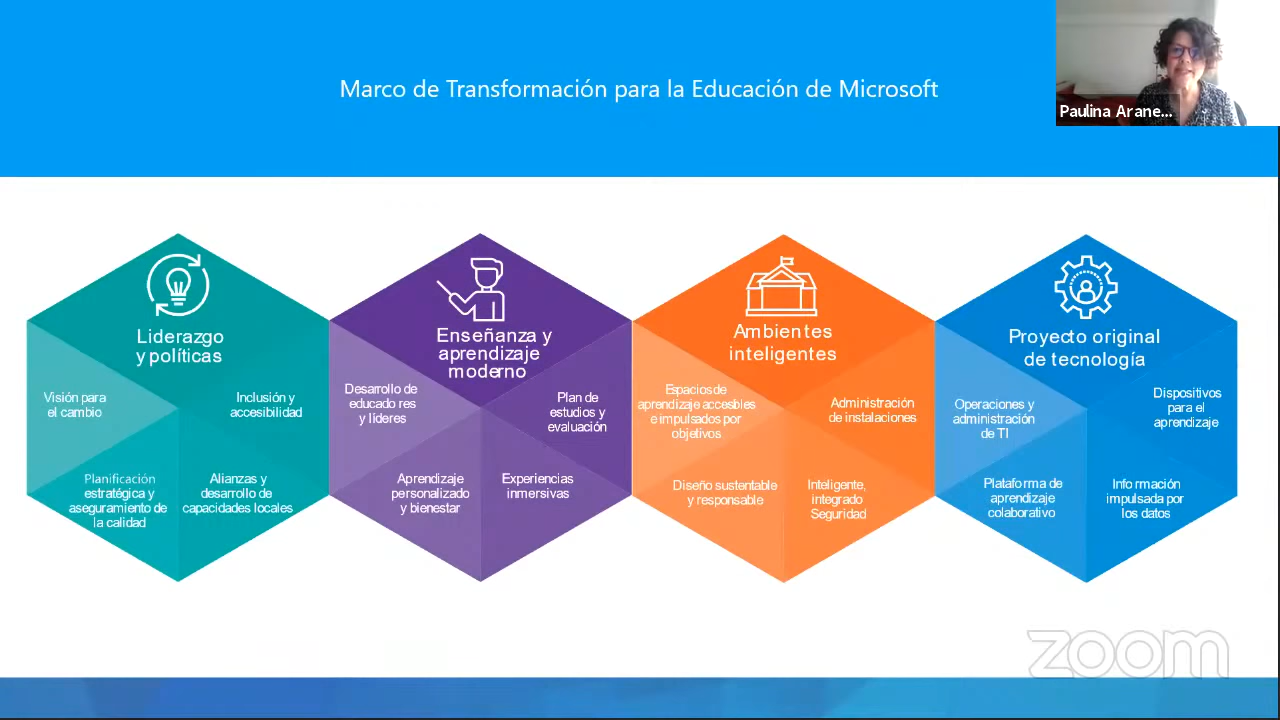 Marco de Transformación para la Educación de Microsoft
Paulina Arane...
Liderazgo
y políticas
Visión para
el cambio
Inclusión y
accesibilidad
Planificación
estratégica y
aseguramiento de
la calidad
Alianzas y
desarrollo de
capacidades locales
Enseñanza y
aprendizaje
moderno
Desarrollo de
educado res
y líderes
Plan de
estudios y
evaluación
Aprendizaje
personalizado
y bienestar
Experiencias
inmersivas
Ambientes
inteligentes
Espacios de
aprendizaje accesibles
e impulsados por
objetivos
Administración
de instalaciones
Diseño sustentable
y responsable
Inteligente,
integrado
Seguridad
Proyecto original
de tecnología
Operaciones y
administración
de TI
Dispositivos
para el
aprendizaje
Plataforma de
aprendizaje
colaborativo
Info rmación
impulsada por
los datos
zoom